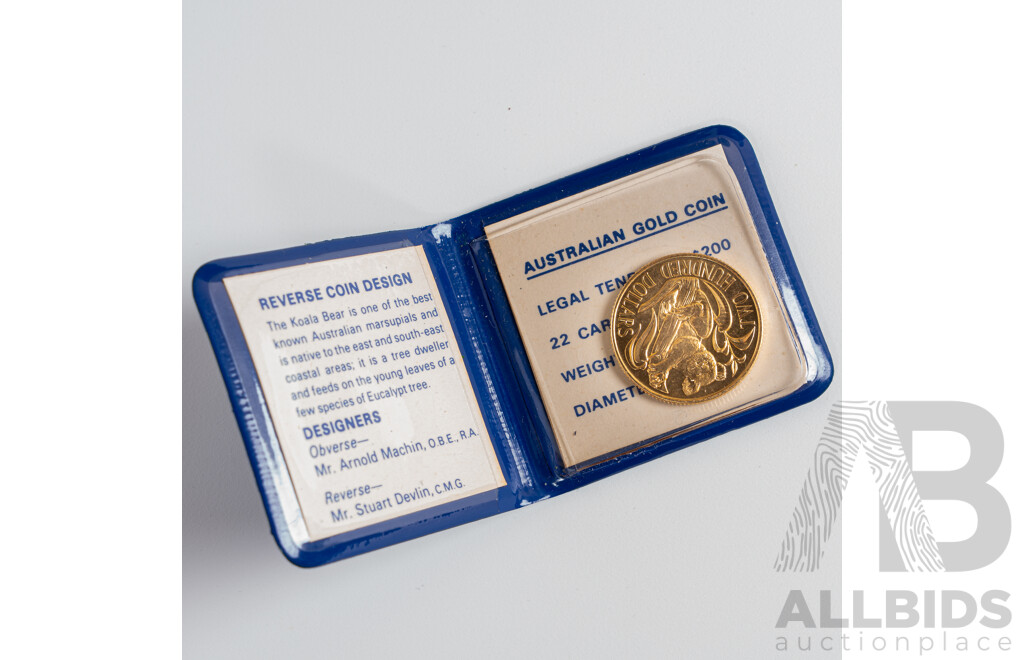 REVERSE COIN DESIGN
The Koala Bear is one of the best
known Australian marsupials and
is native to the east and south-east
coastal areas; it is a tree dweller
and feeds on the young leaves of a
few species of Eucalypt tree.
DESIGNERS
Obverse—
Mr. Arnold Machin, O.B.E., R.A.
Reverse—
Mr. Stuart Devlin, C.M.G.
AUSTRALIAN GOLD COIN
LEGAL TEN 200
22 CAR
WEIGH
DIAMETE
TWO HUNDRED DOLLARS
AB
ALLBIDS
auctionplace